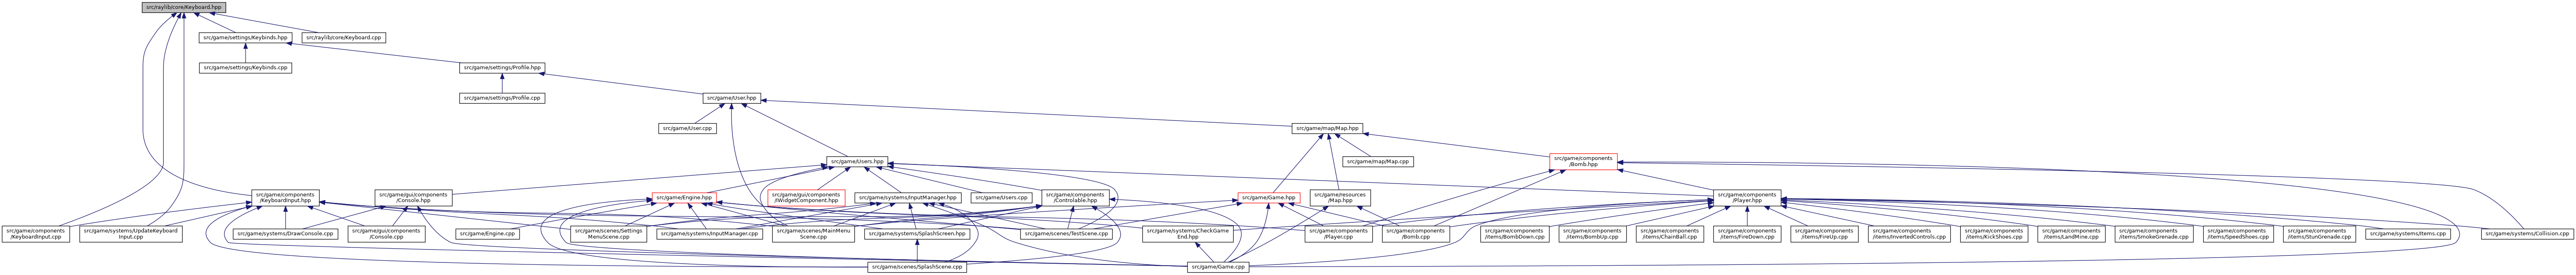 src/raylib/core/Keyboard.hpp
src/game/settings/Keybinds.hpp
src/raylib/core/Keyboard.cpp
src/game/settings/Keybinds.cpp
src/game/settings/Profile.hpp
src/game/settings/Profile.cpp
src/game/User.hpp
src/game/User.cpp
src/game/map/Map.hpp
src/game/Users.hpp
src/game/map/Map.cpp
src/game/components
/Bomb.hpp
src/game/components
/KeyboardInput.hpp
src/game/gui/components
/Console.hpp
src/game/Engine.hpp
src/game/gui/components
/IWidgetComponent.hpp
src/game/systems/InputManager.hpp
src/game/Users.cpp
src/game/components
/Controlable.hpp
src/game/Game.hpp
src/game/resources
/Map.hpp
src/game/components
/Player.hpp
src/game/components
/KeyboardInput.cpp
src/game/systems/UpdateKeyboard
Input.cpp
src/game/systems/DrawConsole.cpp
src/game/gui/components
/Console.cpp
src/game/Engine.cpp
src/game/scenes/Settings
MenuScene.cpp
src/game/systems/InputManager.cpp
src/game/scenes/MainMenu
Scene.cpp
src/game/systems/SplashScreen.hpp
src/game/scenes/TestScene.cpp
src/game/systems/CheckGame
End.hpp
src/game/components
/Player.cpp
src/game/components
/Bomb.cpp
src/game/components
/items/BombDown.cpp
src/game/components
/items/BombUp.cpp
src/game/components
/items/ChainBall.cpp
src/game/components
/items/FireDown.cpp
src/game/components
/items/FireUp.cpp
src/game/components
/items/InvertedControls.cpp
src/game/components
/items/KickShoes.cpp
src/game/components
/items/LandMine.cpp
src/game/components
/items/SmokeGrenade.cpp
src/game/components
/items/SpeedShoes.cpp
src/game/components
/items/StunGrenade.cpp
src/game/systems/Items.cpp
src/game/systems/Collision.cpp
src/game/scenes/SplashScene.cpp
src/game/Game.cpp